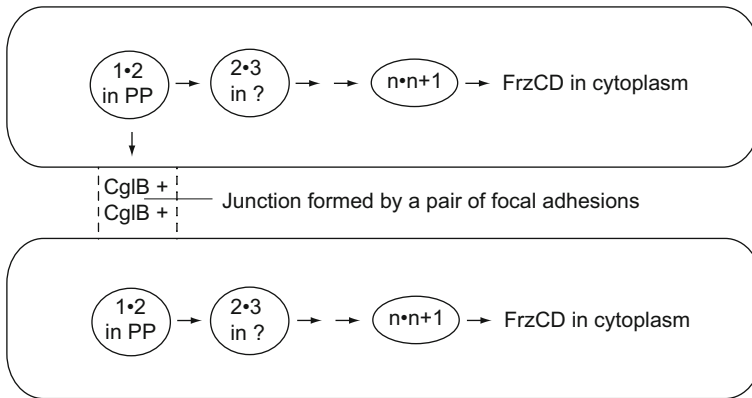 1•2
in PP
2•3
in ?
n•n+1
FrzCD in cytoplasm
CglB +
CglB +
Junction formed by a pair of focal adhesions
1•2
in PP
2•3
in ?
n•n+1
FrzCD in cytoplasm